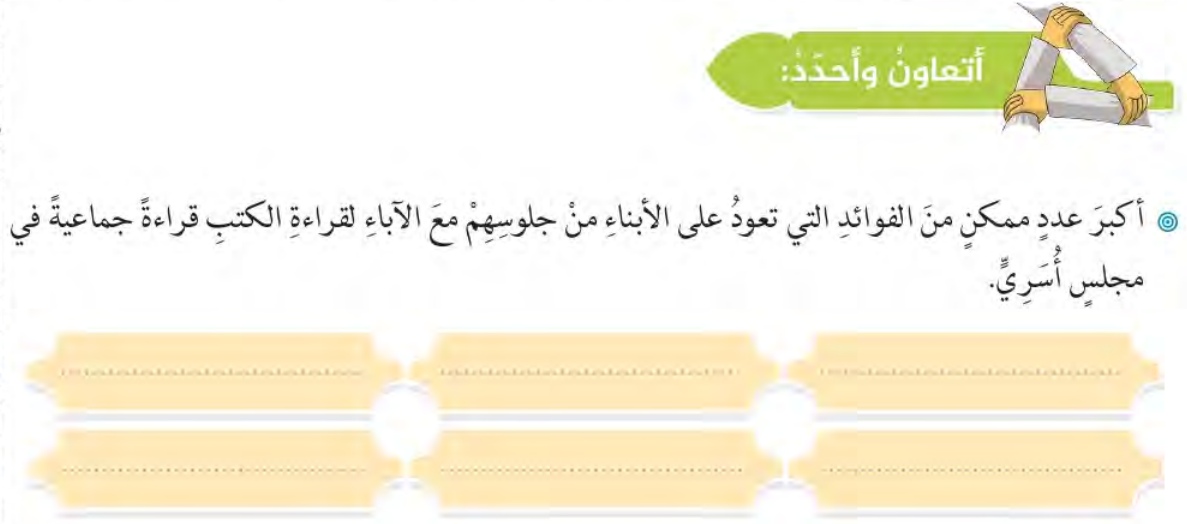 أتعاونُ وأحدّدُ:
أكبرَ عددٍ ممكنٍ منَ الفوائدِ التي تعودُ على الأبناءِ منْ جلوسِهِمْ معَ الآباءِ لقراءةِ الكتبِ قراءةً جماعيةً في
مجلسٍ أُسَرِيٍّ.